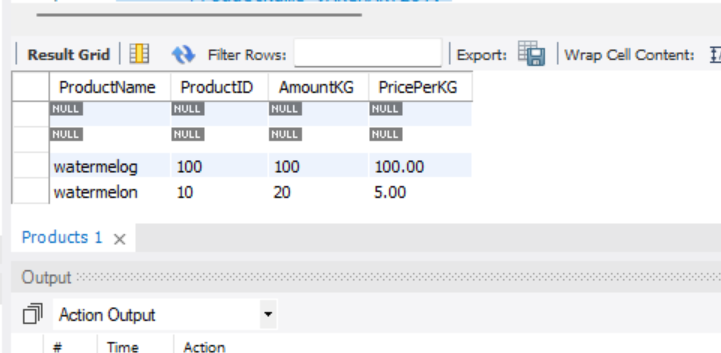 Result Grid Filter Rows: Export: Wrap Cell Content:
ProductName ProductID AmountKG PricePerKG
NULL NULL NULL NULL
NULL NULL NULL NULL
watermelog 100 100 100.00
watermelon 10 20 5.00
Products 1
Output
Action Output
# Time Action